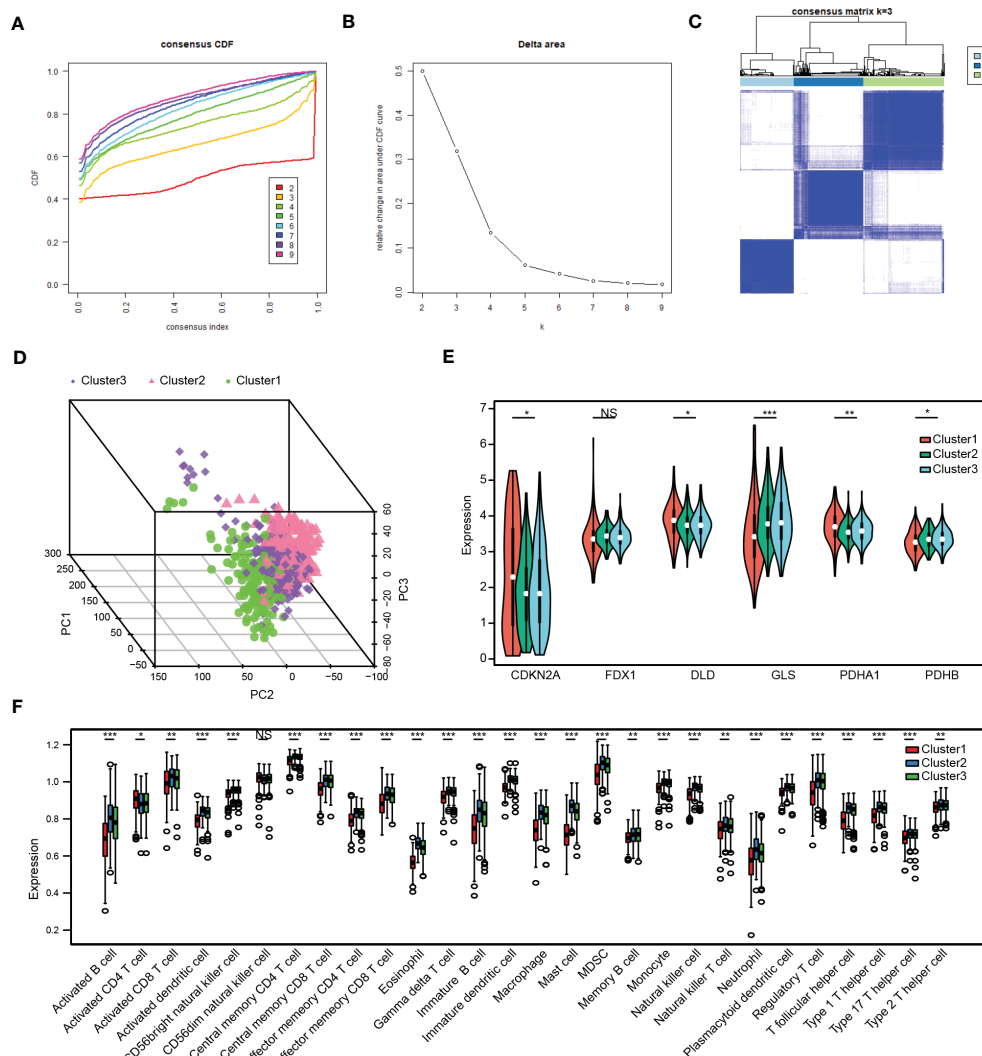 A
consensus CDF
CDF
0.0
0.2
0.4
0.6
0.8
1.0
0.0
0.2
0.4
0.6
0.8
1.0
consensus index
2
3
4
5
6
7
8
9
B
Delta area
relative change in area under CDF curve
0.0
0.1
0.2
0.3
0.4
0.5
2
3
4
5
6
7
8
9
k
C
consensus matrix k=3
D
Cluster3
Cluster2
Cluster1
PC1
300
250
200
150
100
50
0
−50
150
100
50
0
−50
−100
PC2
60
40
20
0
−20
−40
−60
−80
PC3
E
Expression
7
6
5
4
3
2
1
0
*
NS
*
***
**
*
Cluster1
Cluster2
Cluster3
CDKN2A
FDX1
DLD
GLS
PDHA1
PDHB
F
Expression
1.2
1.0
0.8
0.6
0.4
0.2
***
*
**
***
***
NS
***
***
***
**
***
***
***
***
***
***
***
**
***
***
**
**
***
***
***
***
***
**
Cluster1
Cluster2
Cluster3
Activated B cell
Activated CD4 T cell
Activated CD8 T cell
Activated dendritic cell
CD56bright natural killer cell
CD56dim natural killer cell
Central memory CD4 T cell
Central memory CD8 T cell
ffector memory CD4 T cell
ffector memory CD8 T cell
Eosinophil
Gamma delta T cell
Immature B cell
Immature dendritic cell
Macrophage
Mast cell
MDSC
Memory B cell
Monocyte
Natural killer cell
Natural killer T cell
Neutrophil
Plasmacytoid dendritic cell
Regulatory T cell
T follicular helper cell
Type 1 T helper cell
Type 17 T helper cell
Type 2 T helper cell